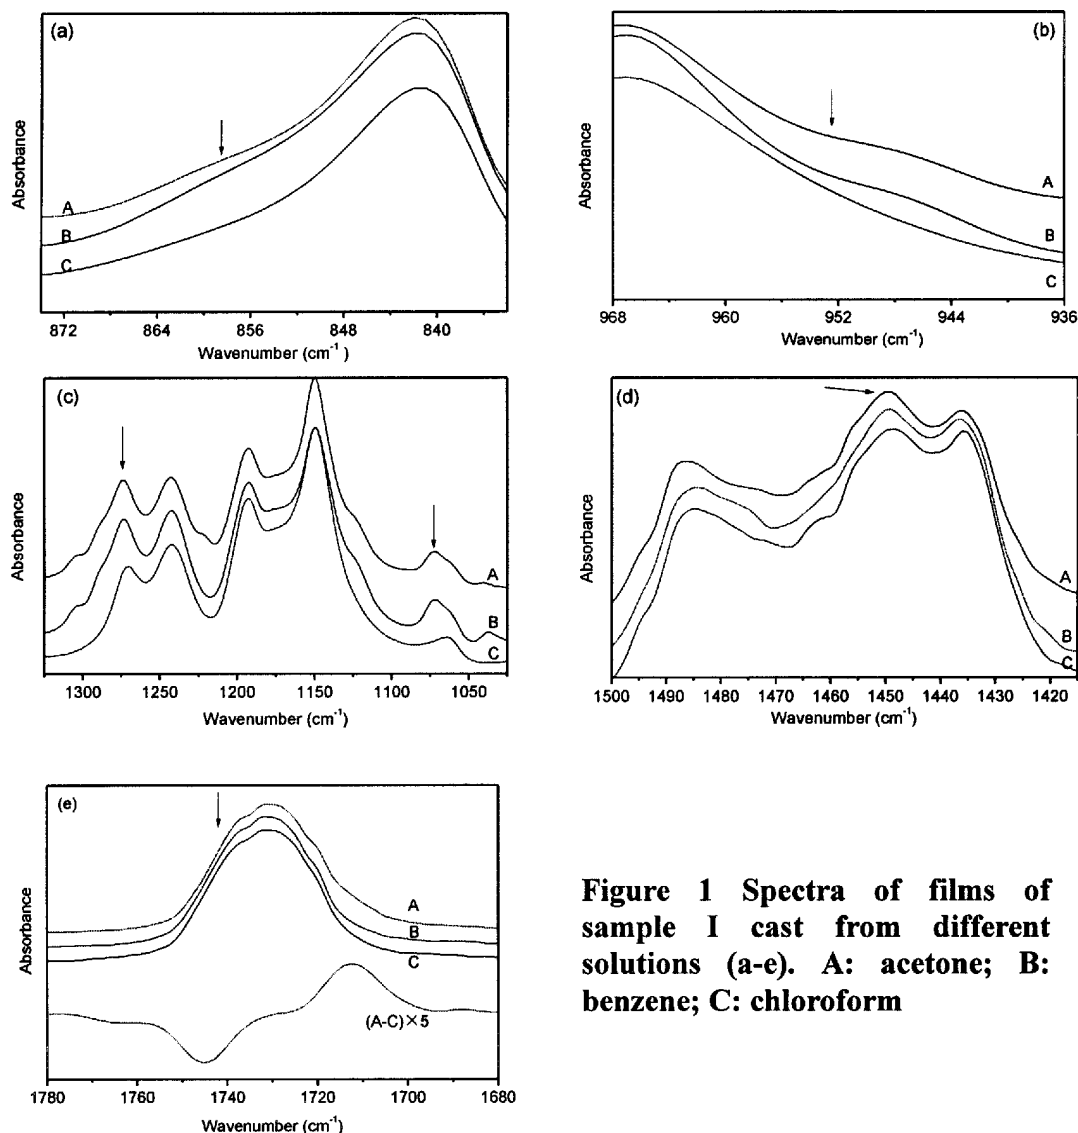 (a)
Absorbance
A
B
C
872 864 856 848 840
Wavenumber (cm⁻¹)
(b)
Absorbance
A
B
C
968 960 952 944 936
Wavenumber (cm⁻¹)
(c)
Absorbance
A
B
C
1300 1250 1200 1150 1100 1050
Wavenumber (cm⁻¹)
(d)
Absorbance
A
B
C
1500 1490 1480 1470 1460 1450 1440 1430 1420
Wavenumber (cm⁻¹)
(e)
Absorbance
A
B
C
(A-C)×5
1780 1760 1740 1720 1700 1680
Wavenumber (cm⁻¹)
Figure 1 Spectra of films of
sample I cast from different
solutions (a-e). A: acetone; B:
benzene; C: chloroform